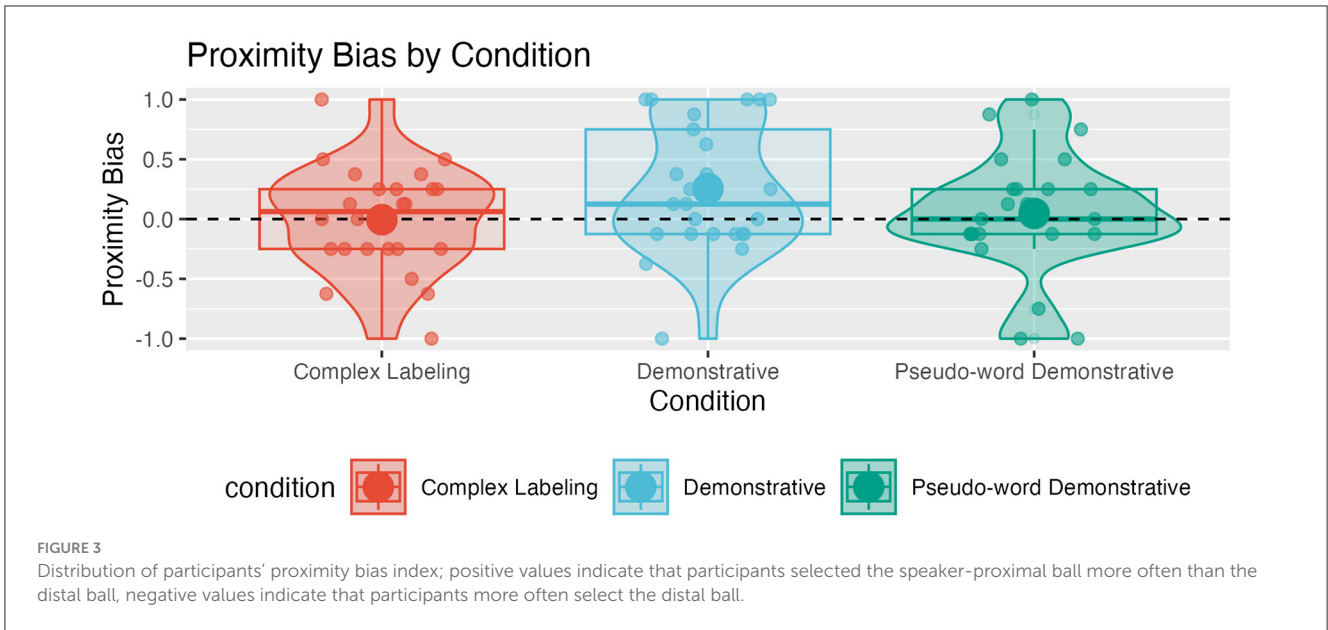 Proximity Bias by Condition
1.0
0.5
0.0
-0.5
-1.0
Proximity Bias
Complex Labeling
Demonstrative
Pseudo-word Demonstrative
Condition
condition
Complex Labeling
Demonstrative
Pseudo-word Demonstrative
FIGURE 3
Distribution of participants' proximity bias index; positive values indicate that participants selected the speaker-proximal ball more often than the
distal ball, negative values indicate that participants more often select the distal ball.